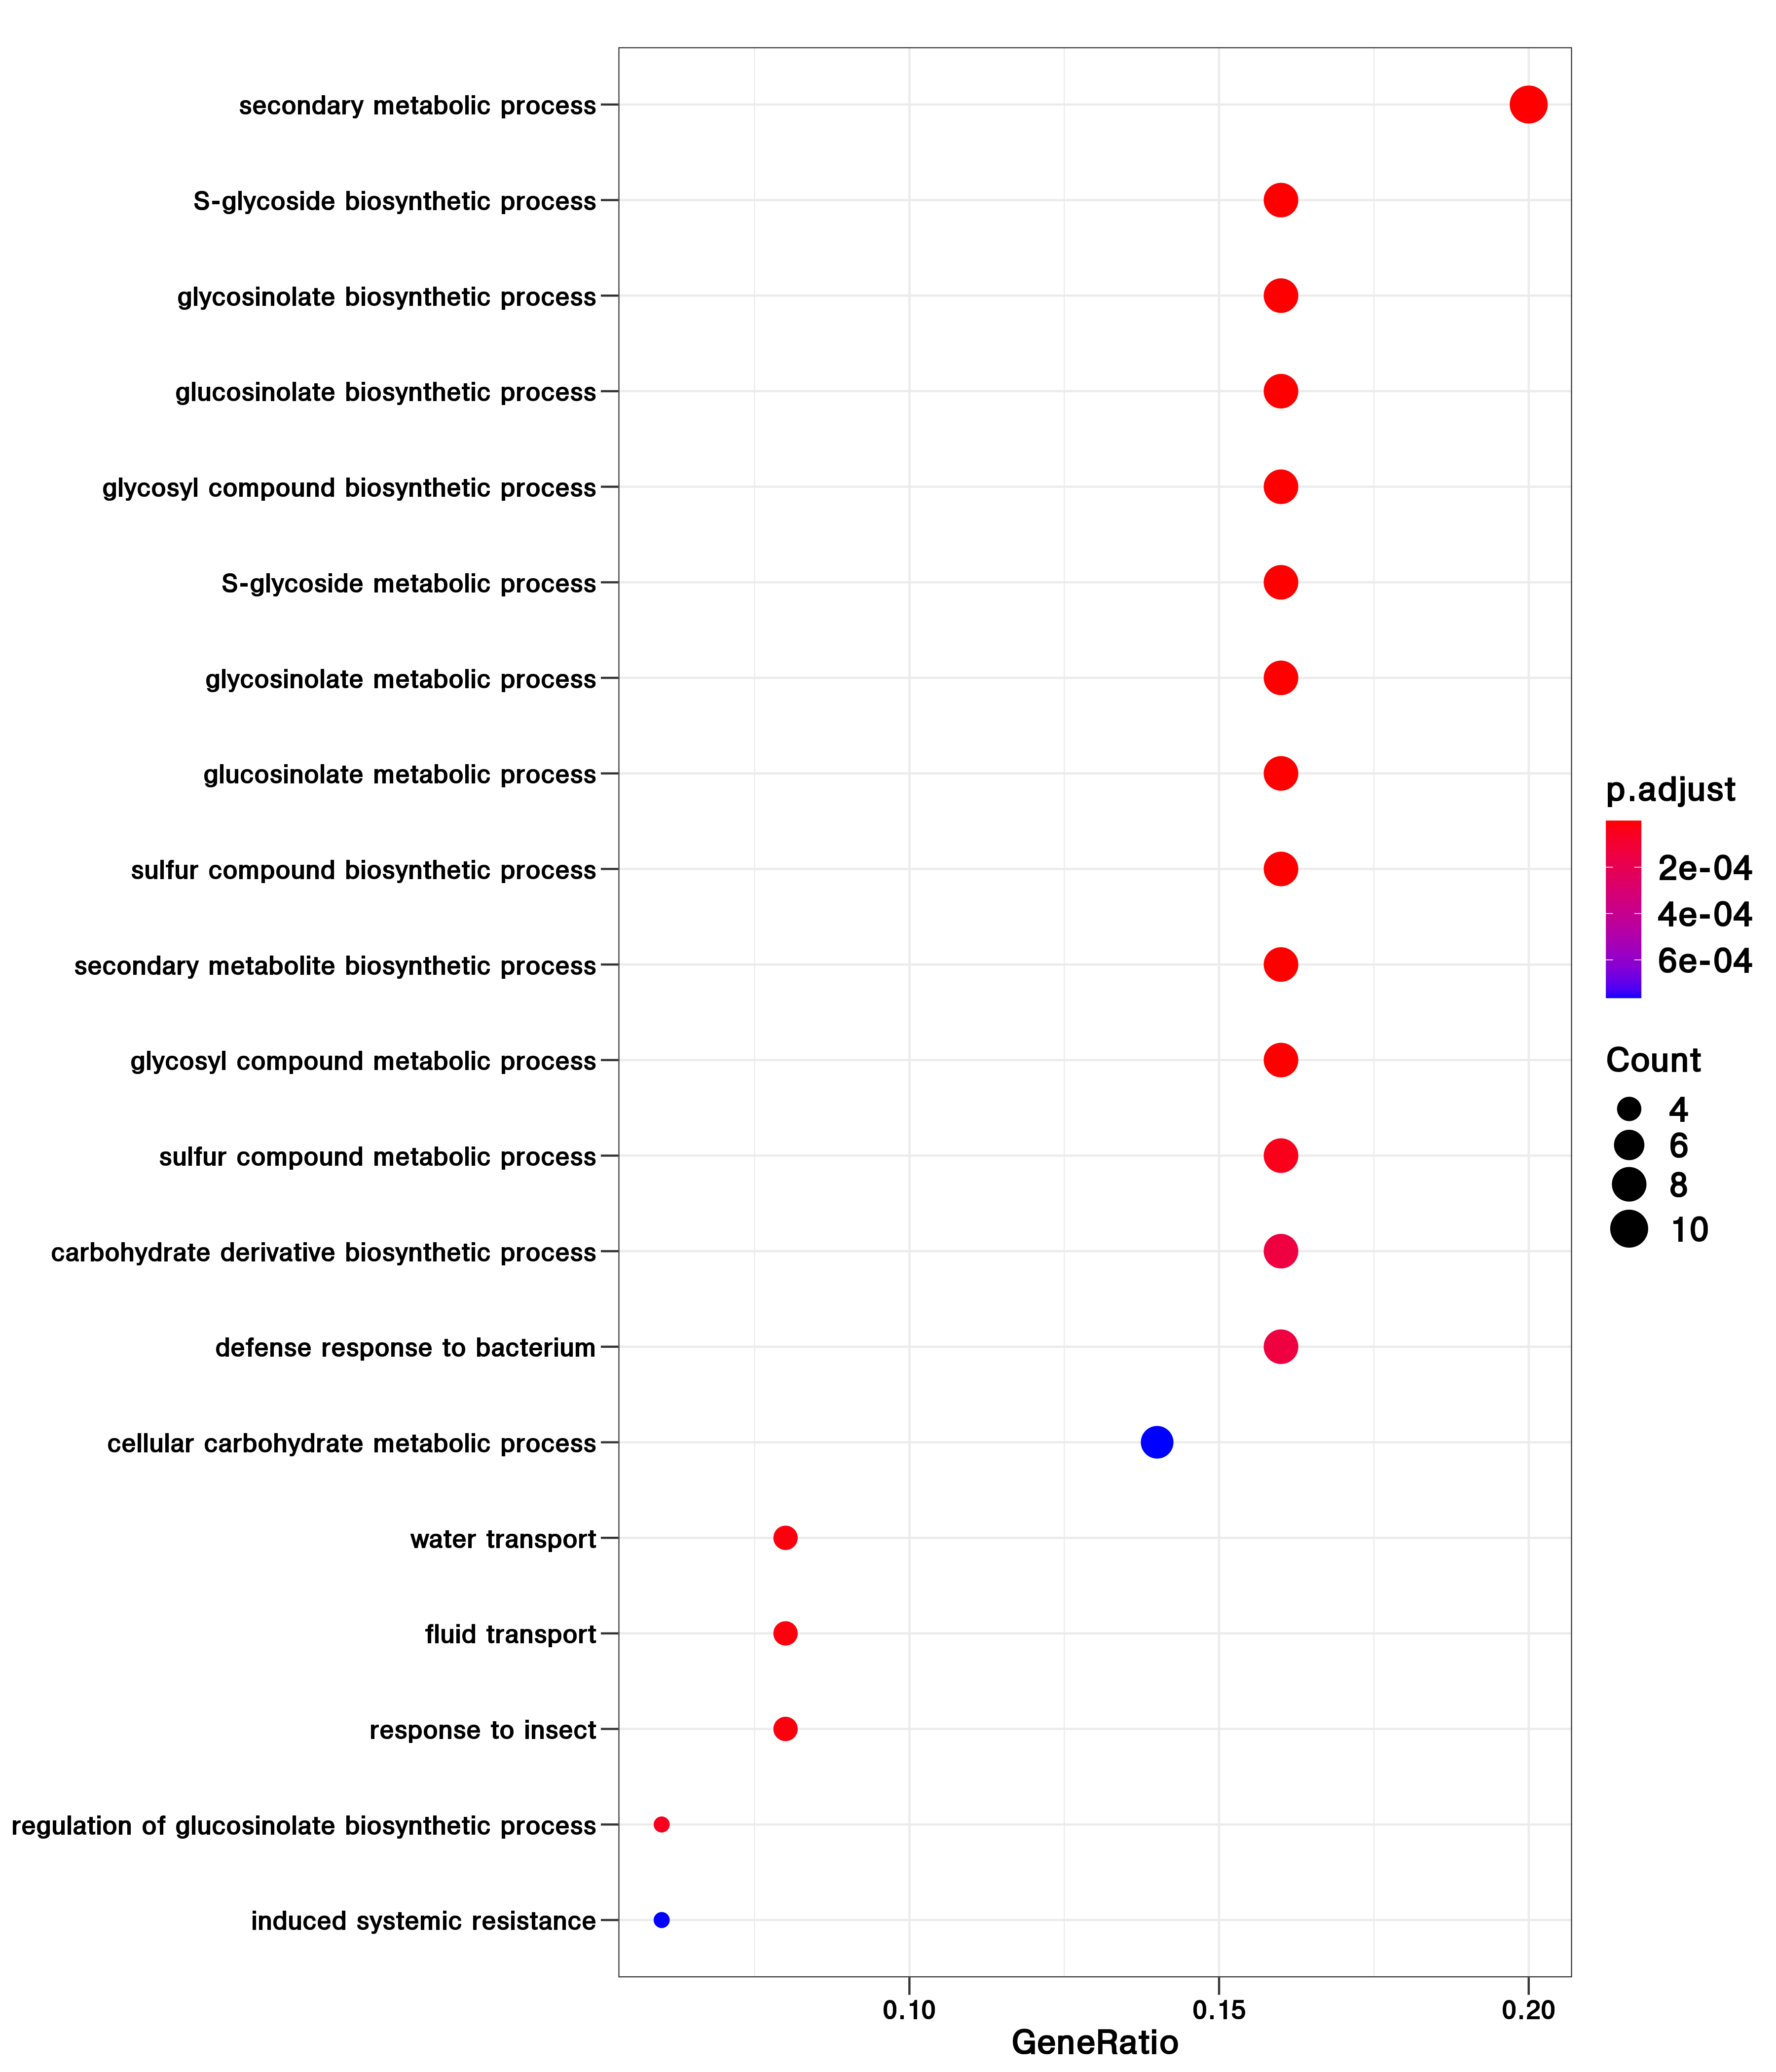 secondary metabolic process
S-glycoside biosynthetic process
glycosinolate biosynthetic process
glucosinolate biosynthetic process
glycosyl compound biosynthetic process
S-glycoside metabolic process
glycosinolate metabolic process
glucosinolate metabolic process
sulfur compound biosynthetic process
secondary metabolite biosynthetic process
glycosyl compound metabolic process
sulfur compound metabolic process
carbohydrate derivative biosynthetic process
defense response to bacterium
cellular carbohydrate metabolic process
water transport
fluid transport
response to insect
regulation of glucosinolate biosynthetic process
induced systemic resistance
0.10 0.15 0.20
GeneRatio
p.adjust
2e-04
4e-04
6e-04
Count
4
6
8
10